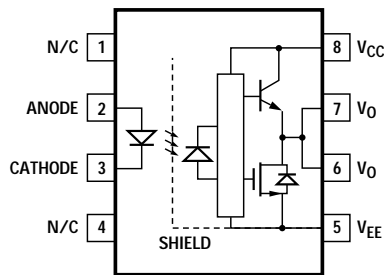 N/C 1
ANODE 2
CATHODE 3
N/C 4
SHIELD
8 VCC
7 VO
6 VO
5 VEE